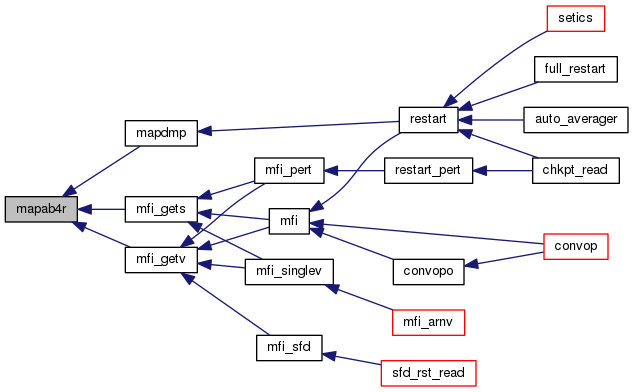 setics
full_restart
restart
auto_averager
mapdmp
mfi_pert
restart_pert
chkpt_read
mapab4r
mfi_gets
mfi
convop
mfi_getv
mfi_singlev
convopo
mfi_arnv
mfi_sfd
sfd_rst_read